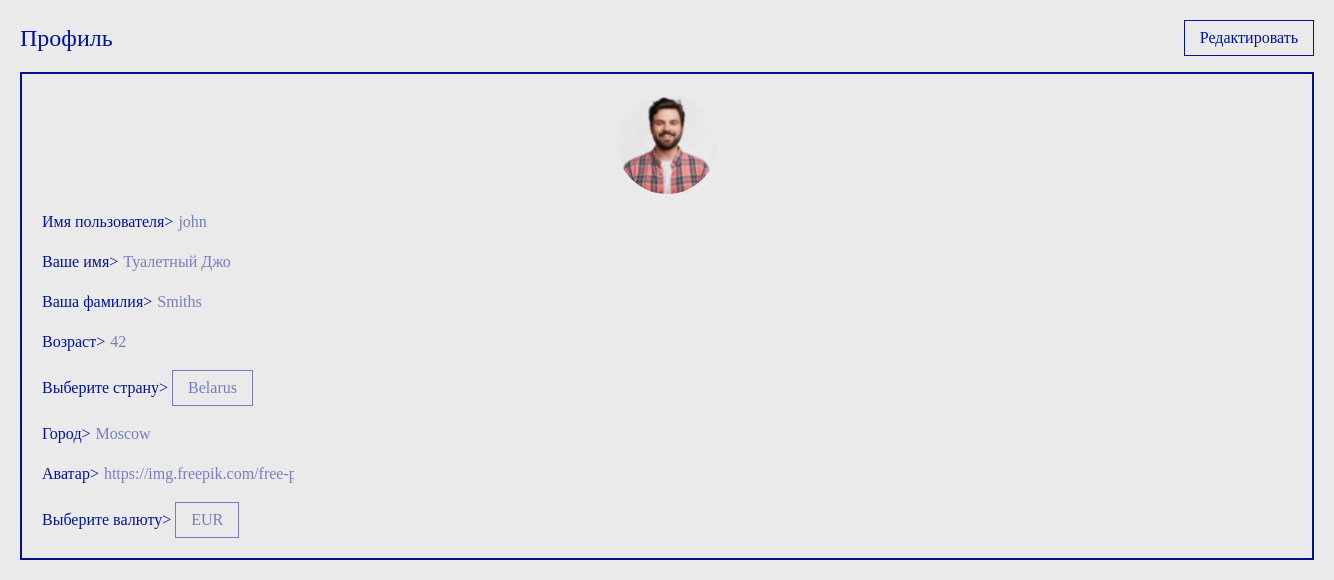 Профиль
Редактировать
Имя пользователя> john
Ваше имя> Туалетный Джо
Ваша фамилия> Smiths
Возраст> 42
Выберите страну> Belarus
Город> Moscow
Аватар> https://img.freepik.com/free-p
Выберите валюту> EUR